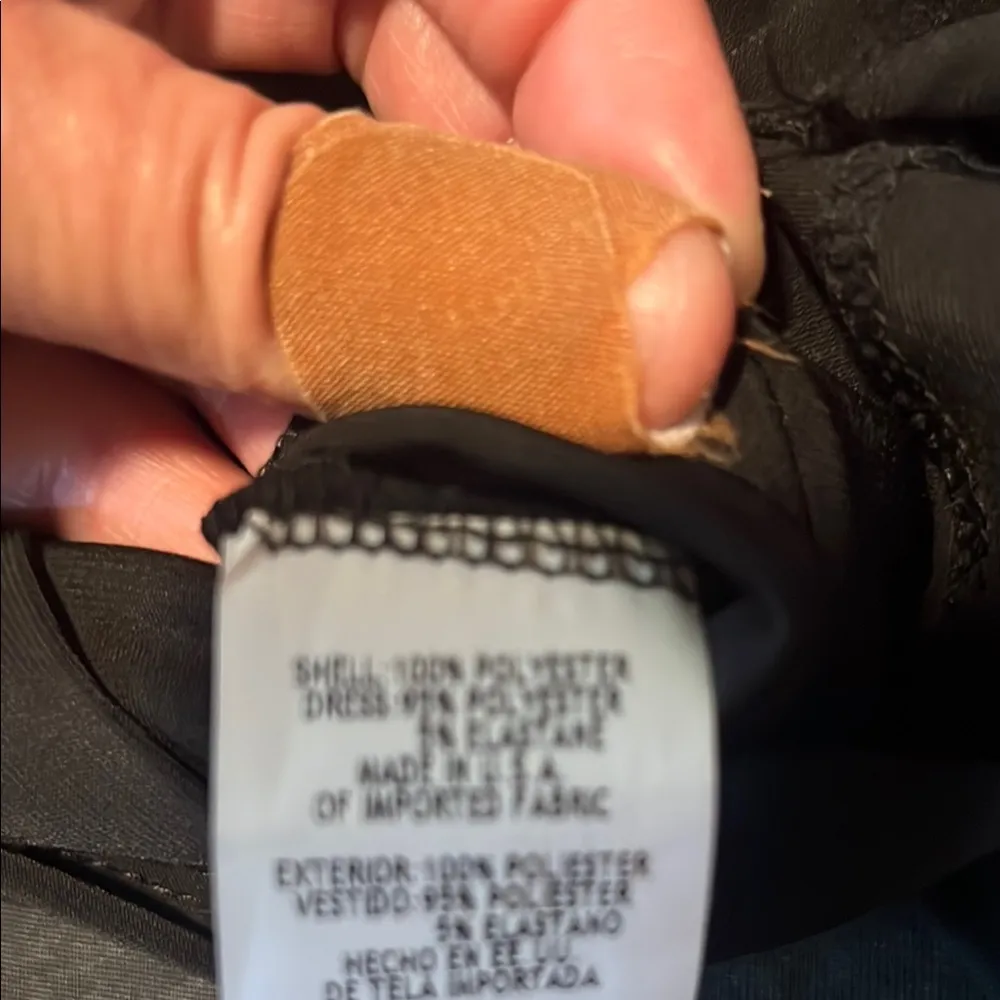 SHELL:100% POLYESTER
DRESS:95% POLYESTER
5% ELASTANE
MADE IN U.S.A.
OF IMPORTED FABRIC
EXTERIOR:100% POLIESTER
VESTIDO:95% POLIESTER
5% ELASTANO
HECHO EN EE.UU.
DE TELA IMPORTADA